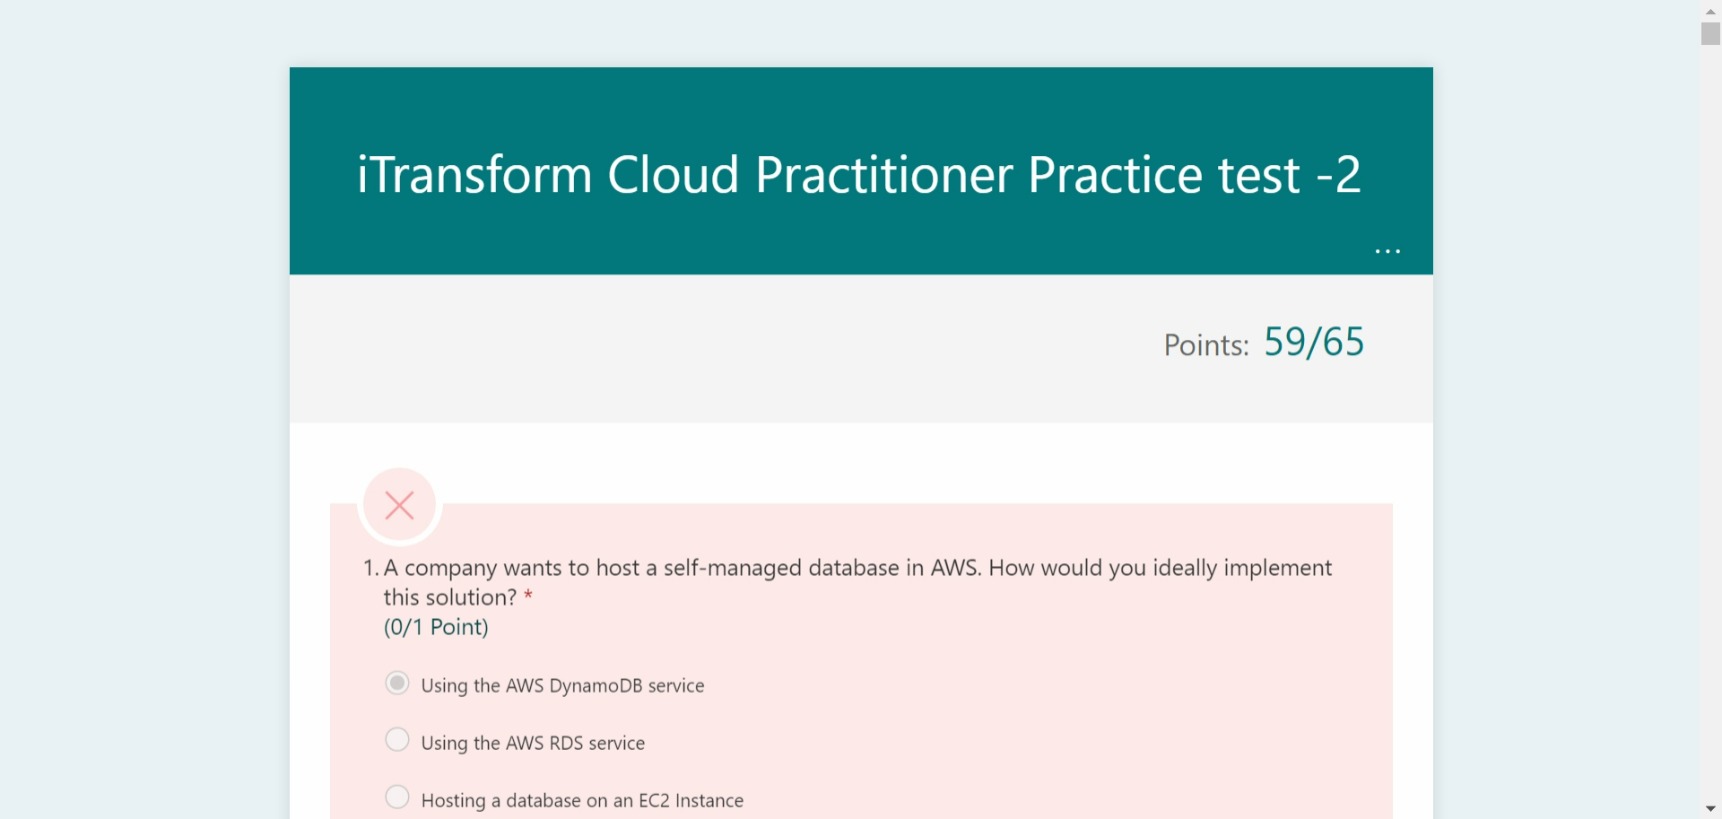 iTransform Cloud Practitioner Practice test -2
...
Points: 59/65
1. A company wants to host a self-managed database in AWS. How would you ideally implement
this solution? *
(0/1 Point)
Using the AWS DynamoDB service
Using the AWS RDS service
Hosting a database on an EC2 Instance